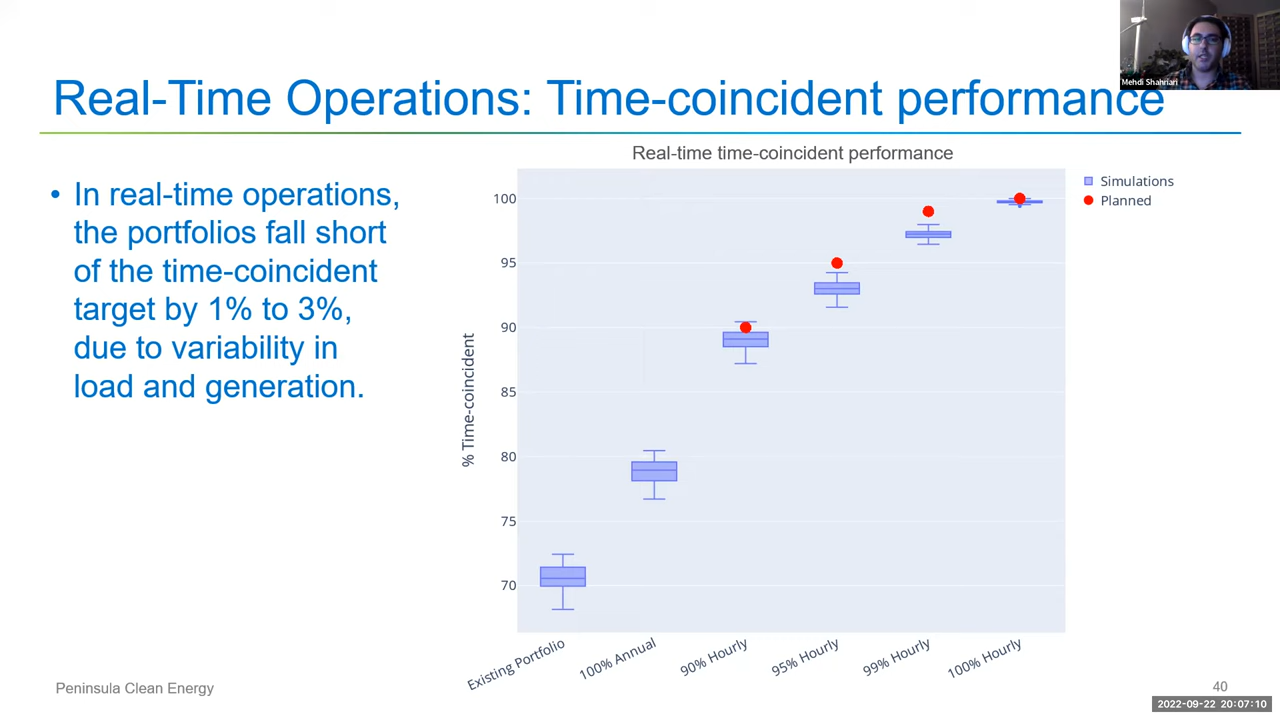 Mehdi Shahriari
Real-Time Operations: Time-coincident performance
• In real-time operations,
the portfolios fall short
of the time-coincident
target by 1% to 3%,
due to variability in
load and generation.
Real-time time-coincident performance
Simulations
Planned
% Time-coincident
100
95
90
85
80
75
70
Existing Portfolio
100% Annual
90% Hourly
95% Hourly
99% Hourly
100% Hourly
Peninsula Clean Energy
40
2022-09-22 20:07:10